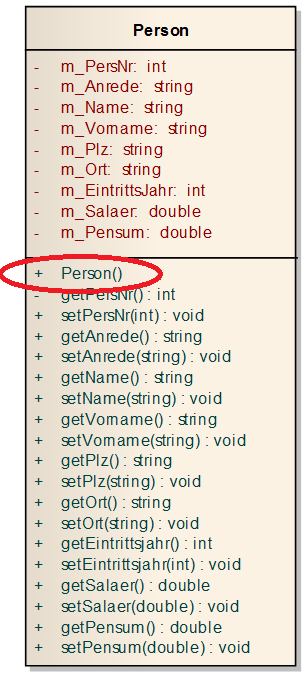 Person
- m_PersNr: int
- m_Anrede: string
- m_Name: string
- m_Vorname: string
- m_Plz: string
- m_Ort: string
- m_EintrittsJahr: int
- m_Salaer: double
- m_Pensum: double
+ Person()
- getPersNr() : int
+ setPersNr(int) : void
+ getAnrede() : string
+ setAnrede(string) : void
+ getName() : string
+ setName(string) : void
+ getVorname() : string
+ setVorname(string) : void
+ getPlz() : string
+ setPlz(string) : void
+ getOrt() : string
+ setOrt(string) : void
+ getEintrittsjahr() : int
+ setEintrittsjahr(int) : void
+ getSalaer() : double
+ setSalaer(double) : void
+ getPensum() : double
+ setPensum(double) : void